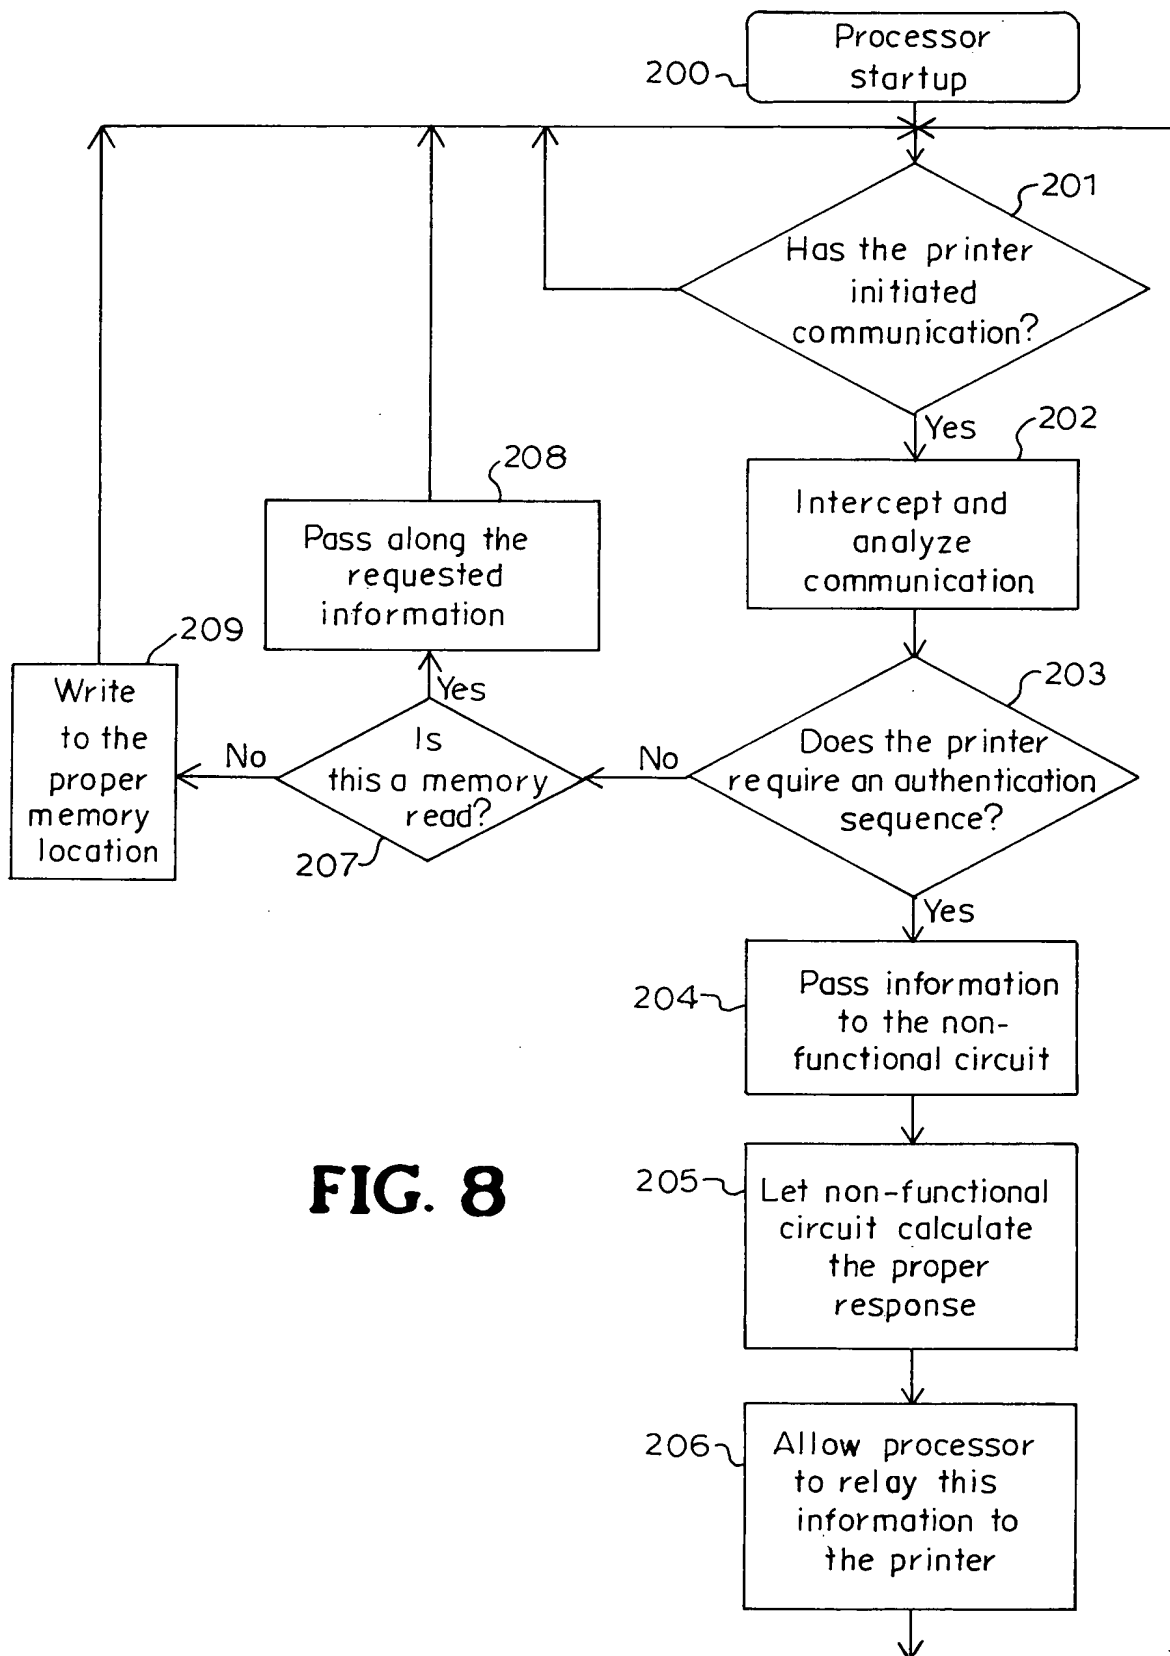 Processor
startup
200
201
Has the printer
initiated
communication?
Yes
202
Intercept and
analyze
communication
208
Pass along the
requested
information
209
Write
to the
proper
memory
location
Yes
203
Does the printer
require an authentication
sequence?
No
Is
this a memory
read?
207
No
Yes
204
Pass information
to the non-
functional circuit
205
Let non-functional
circuit calculate
the proper
response
FIG. 8
206
Allow processor
to relay this
information to
the printer